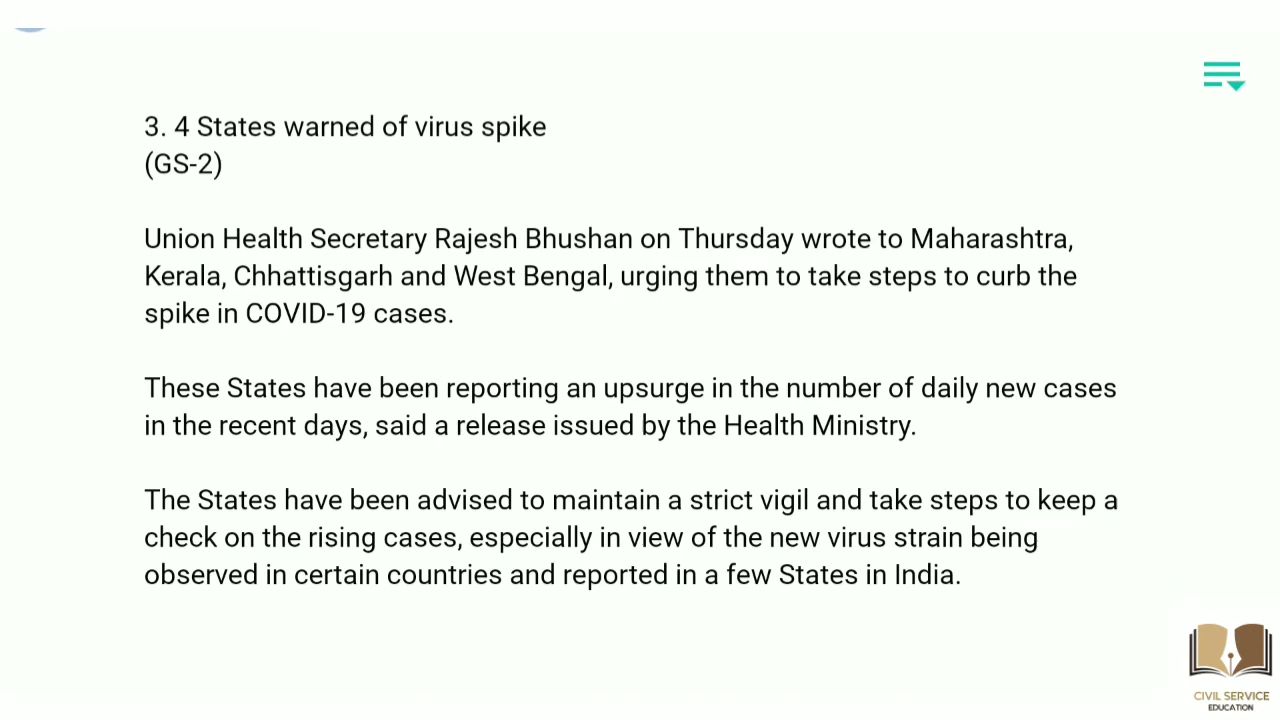 3. 4 States warned of virus spike
(GS-2)
Union Health Secretary Rajesh Bhushan on Thursday wrote to Maharashtra,
Kerala, Chhattisgarh and West Bengal, urging them to take steps to curb the
spike in COVID-19 cases.
These States have been reporting an upsurge in the number of daily new cases
in the recent days, said a release issued by the Health Ministry.
The States have been advised to maintain a strict vigil and take steps to keep a
check on the rising cases, especially in view of the new virus strain being
observed in certain countries and reported in a few States in India.
CIVIL SERVICE
EDUCATION